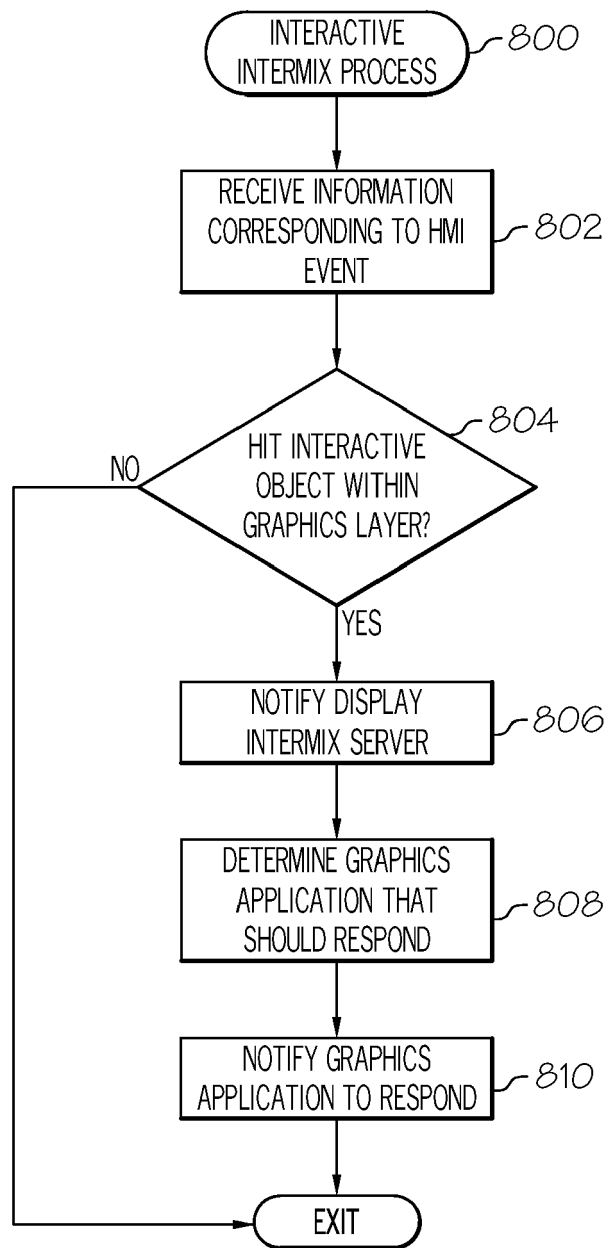 INTERACTIVE
INTERMIX PROCESS
800
RECEIVE INFORMATION
CORRESPONDING TO HMI
EVENT
802
HIT INTERACTIVE
OBJECT WITHIN
GRAPHICS LAYER?
804
NO
YES
NOTIFY DISPLAY
INTERMIX SERVER
806
DETERMINE GRAPHICS
APPLICATION THAT
SHOULD RESPOND
808
NOTIFY GRAPHICS
APPLICATION TO RESPOND
810
EXIT